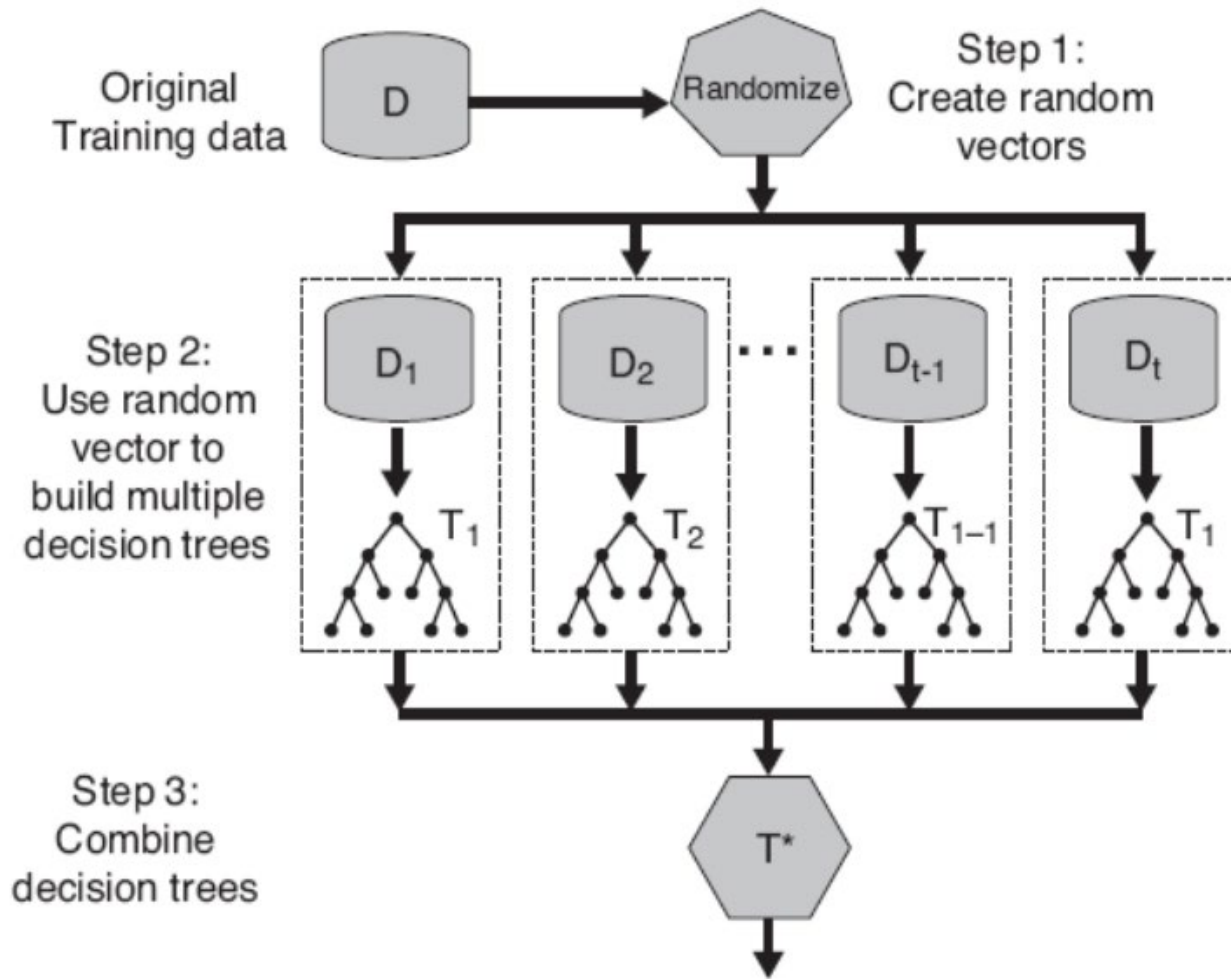 Original
Training data
D
Randomize
Step 1:
Create random
vectors
Step 2:
Use random
vector to
build multiple
decision trees
D₁
D₂
...
Dₜ₋₁
Dₜ
T₁
T₂
T₁₋₁
T₁
Step 3:
Combine
decision trees
T*